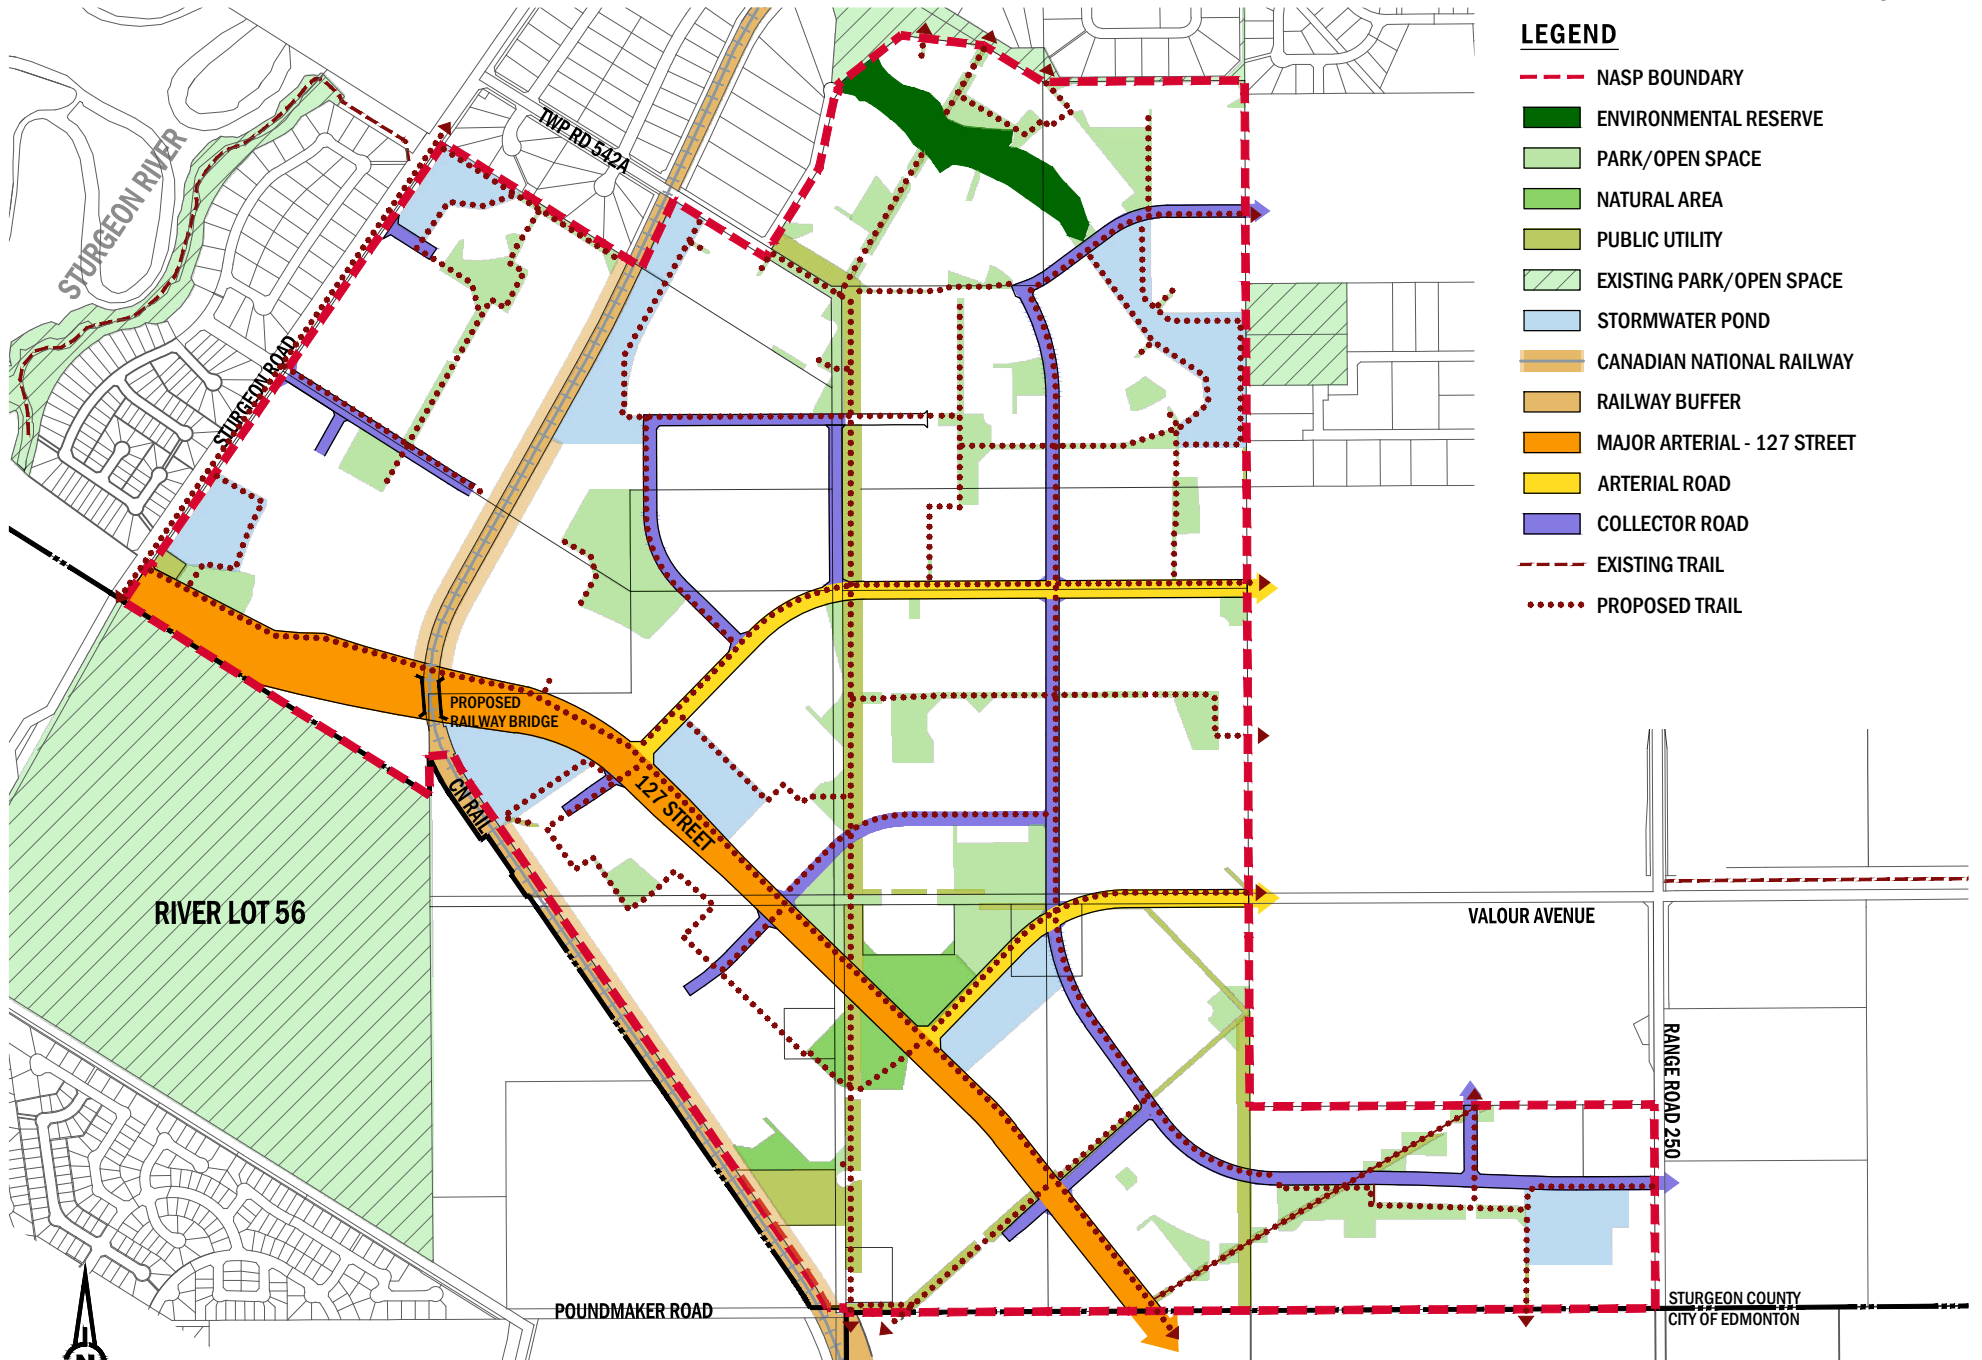 LEGEND
NASP BOUNDARY
ENVIRONMENTAL RESERVE
PARK/OPEN SPACE
NATURAL AREA
PUBLIC UTILITY
EXISTING PARK/OPEN SPACE
STORMWATER POND
CANADIAN NATIONAL RAILWAY
RAILWAY BUFFER
MAJOR ARTERIAL - 127 STREET
ARTERIAL ROAD
COLLECTOR ROAD
EXISTING TRAIL
PROPOSED TRAIL
TWP RD 542A
STURGEON RIVER
STURGEON ROAD
PROPOSED
RAILWAY BRIDGE
CN RAIL
127 STREET
RIVER LOT 56
VALOUR AVENUE
RANGE ROAD 250
POUNDMAKER ROAD
STURGEON COUNTY
CITY OF EDMONTON